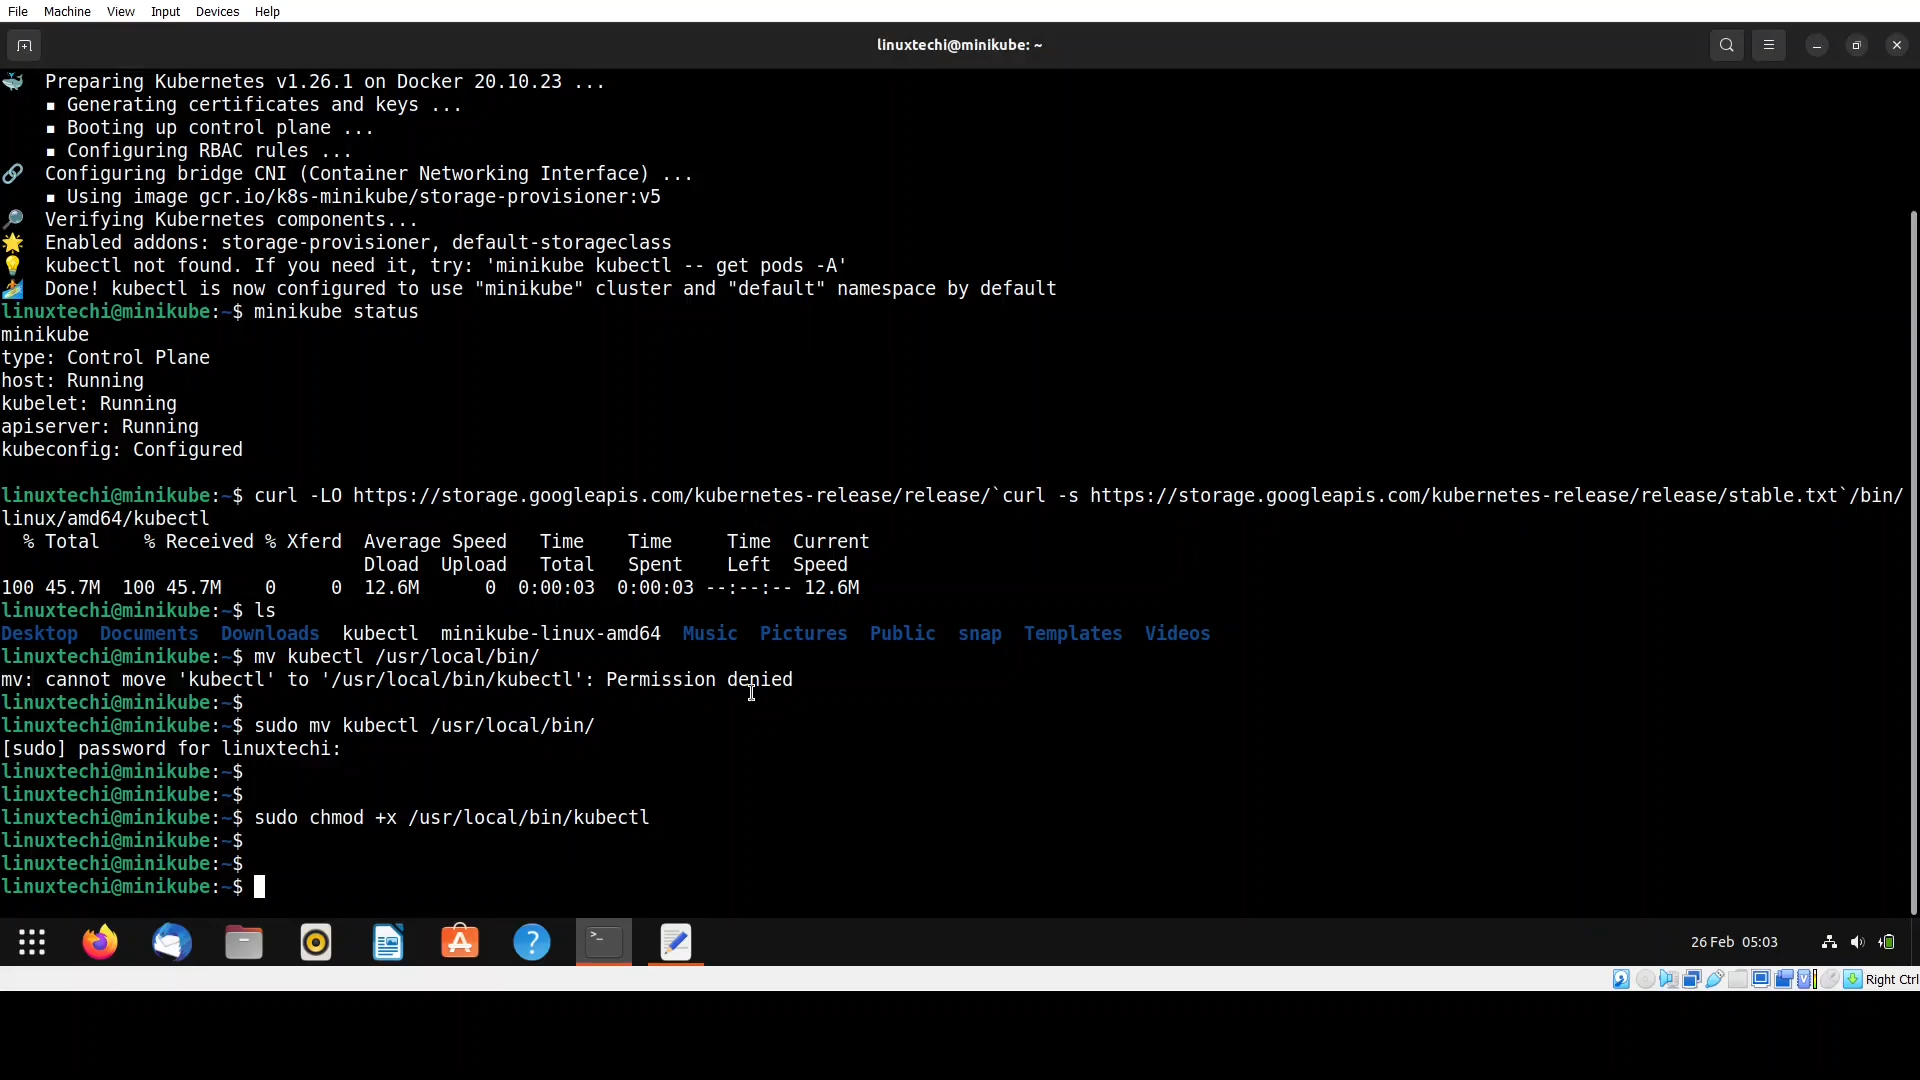 File Machine View Input Devices Help
linuxtechi@minikube: ~
Preparing Kubernetes v1.26.1 on Docker 20.10.23 ...
▪ Generating certificates and keys ...
▪ Booting up control plane ...
▪ Configuring RBAC rules ...
Configuring bridge CNI (Container Networking Interface) ...
▪ Using image gcr.io/k8s-minikube/storage-provisioner:v5
Verifying Kubernetes components...
Enabled addons: storage-provisioner, default-storageclass
kubectl not found. If you need it, try: 'minikube kubectl -- get pods -A'
Done! kubectl is now configured to use "minikube" cluster and "default" namespace by default
linuxtechi@minikube:~$ minikube status
minikube
type: Control Plane
host: Running
kubelet: Running
apiserver: Running
kubeconfig: Configured
linuxtechi@minikube:~$ curl -LO https://storage.googleapis.com/kubernetes-release/release/`curl -s https://storage.googleapis.com/kubernetes-release/release/stable.txt`/bin/
linux/amd64/kubectl
% Total % Received % Xferd Average Speed Time Time Time Current
Dload Upload Total Spent Left Speed
100 45.7M 100 45.7M 0 0 12.6M 0 0:00:03 0:00:03 --:--:-- 12.6M
linuxtechi@minikube:~$ ls
Desktop Documents Downloads kubectl minikube-linux-amd64 Music Pictures Public snap Templates Videos
linuxtechi@minikube:~$ mv kubectl /usr/local/bin/
mv: cannot move 'kubectl' to '/usr/local/bin/kubectl': Permission denied
linuxtechi@minikube:~$
linuxtechi@minikube:~$ sudo mv kubectl /usr/local/bin/
[sudo] password for linuxtechi:
linuxtechi@minikube:~$
linuxtechi@minikube:~$
linuxtechi@minikube:~$ sudo chmod +x /usr/local/bin/kubectl
linuxtechi@minikube:~$
linuxtechi@minikube:~$
linuxtechi@minikube:~$
26 Feb 05:03
Right Ctrl